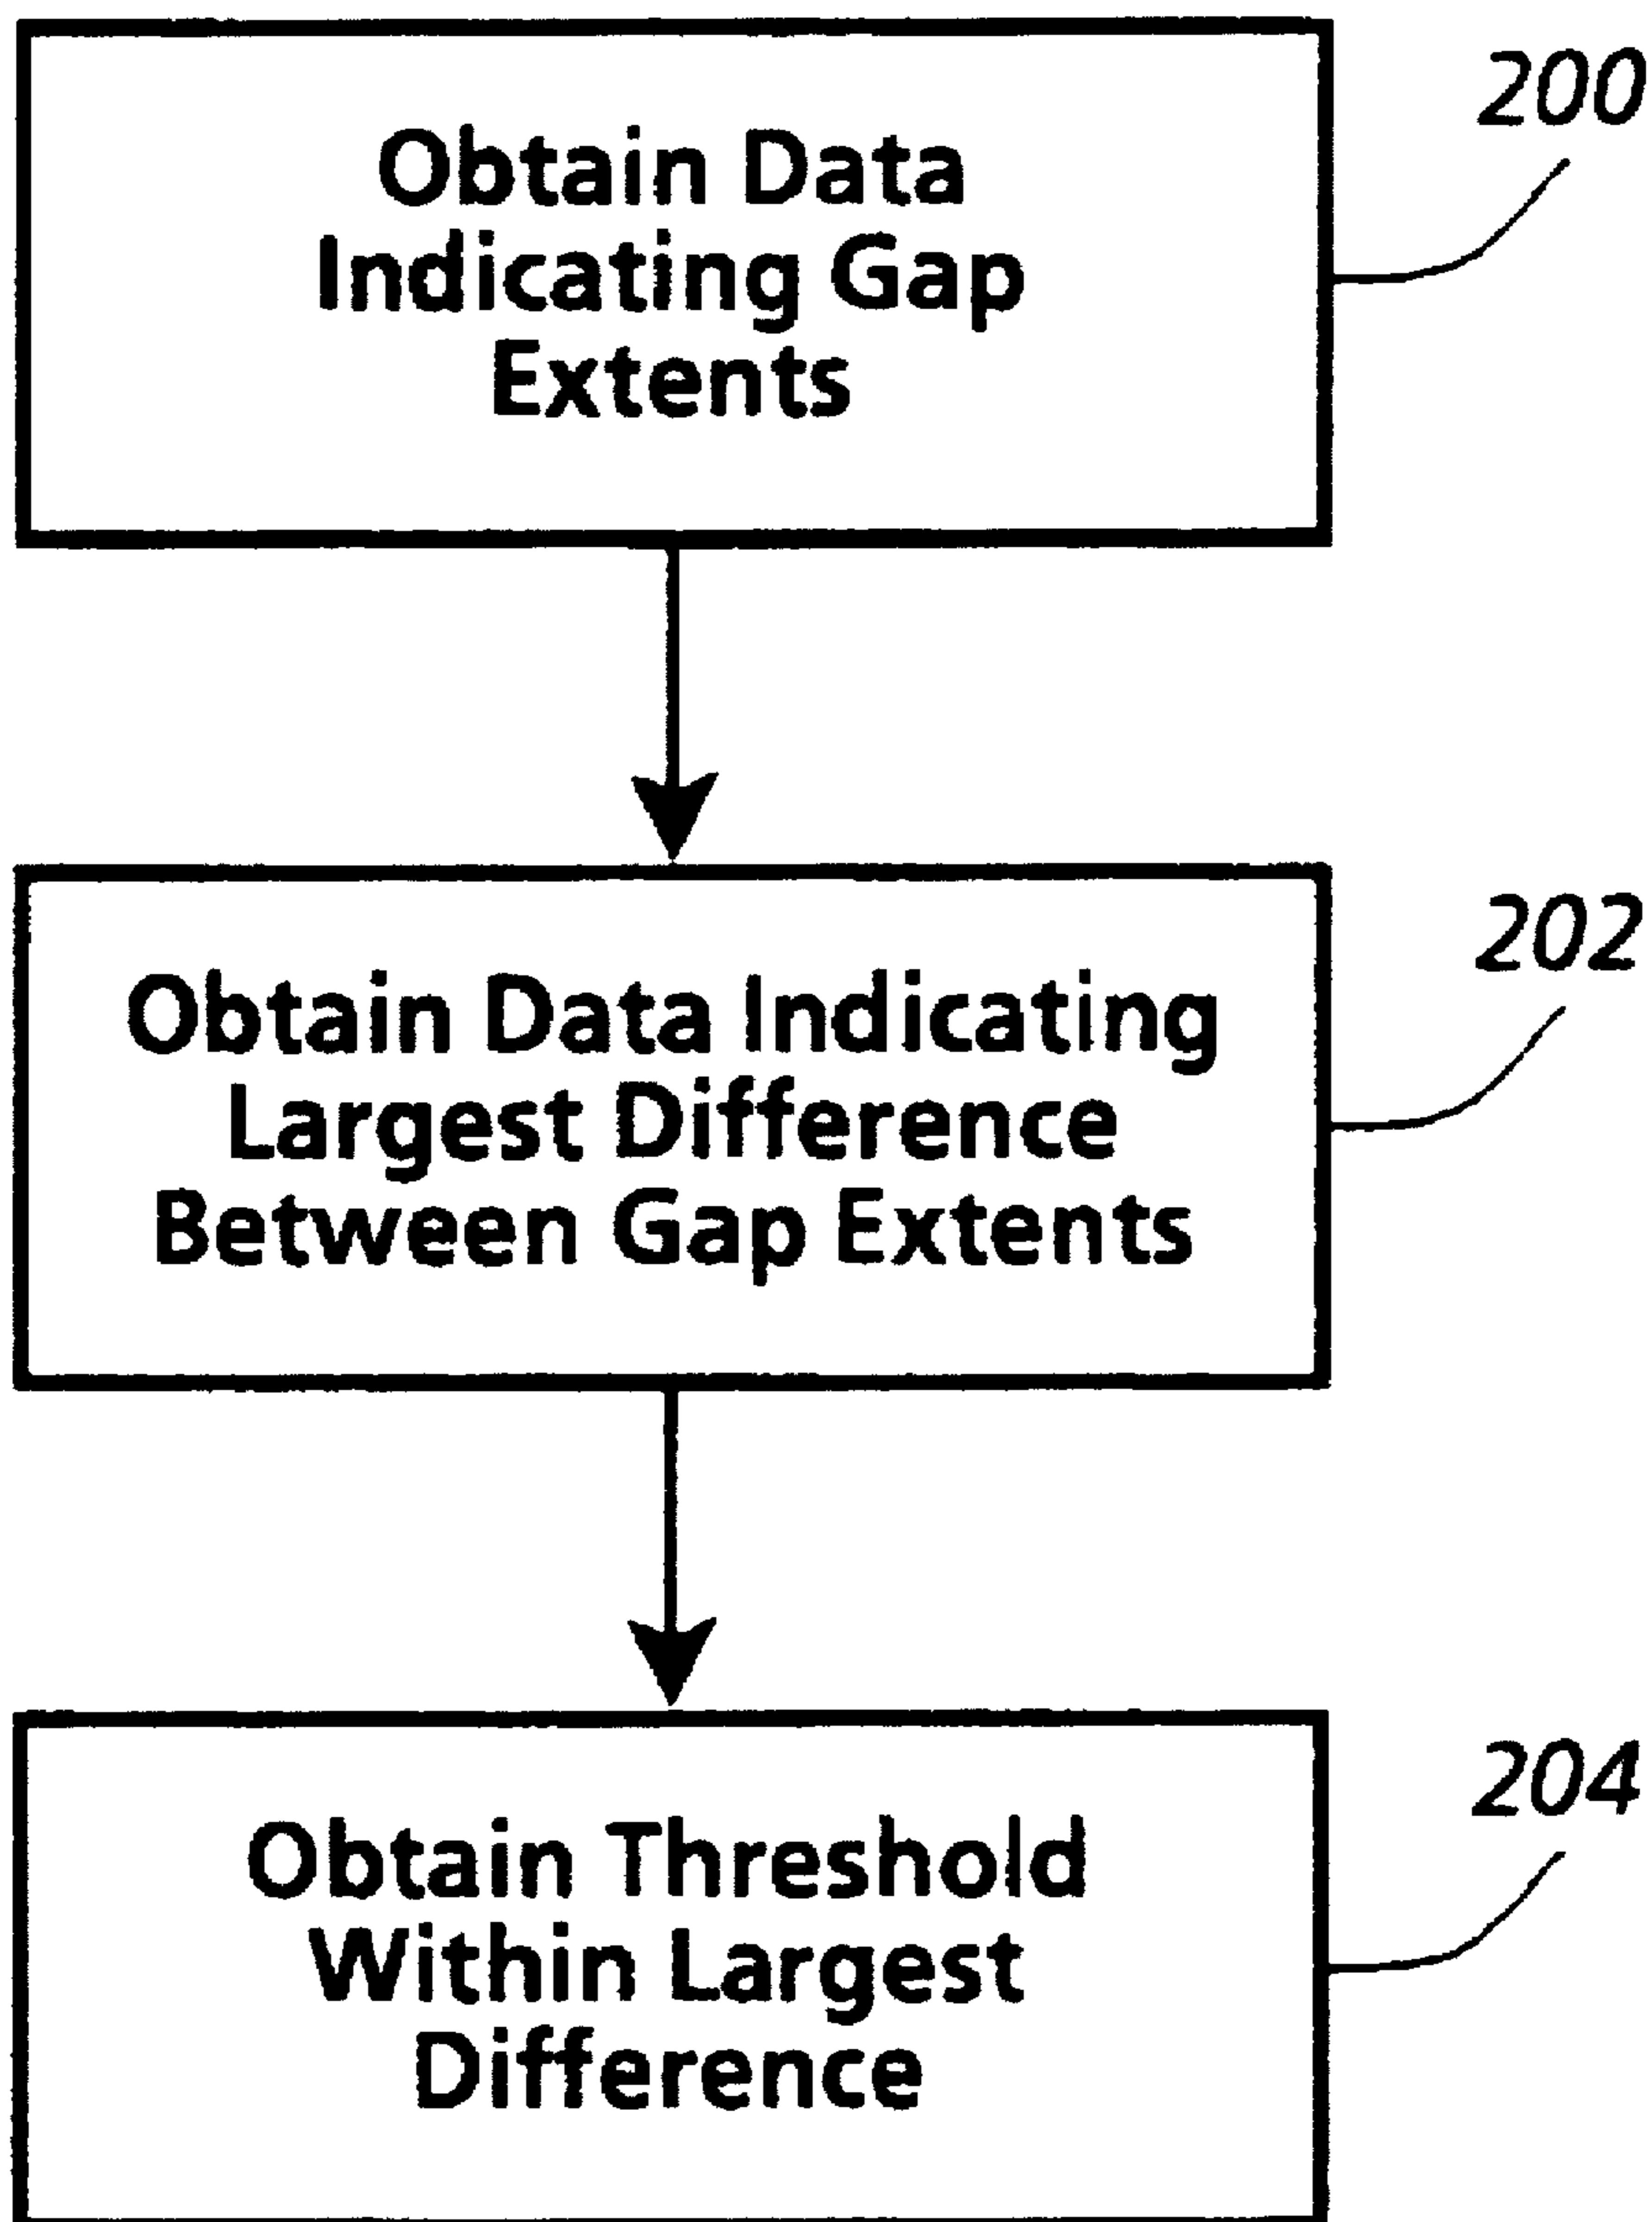 200
Obtain Data
Indicating Gap
Extents
202
Obtain Data Indicating
Largest Difference
Between Gap Extents
204
Obtain Threshold
Within Largest
Difference